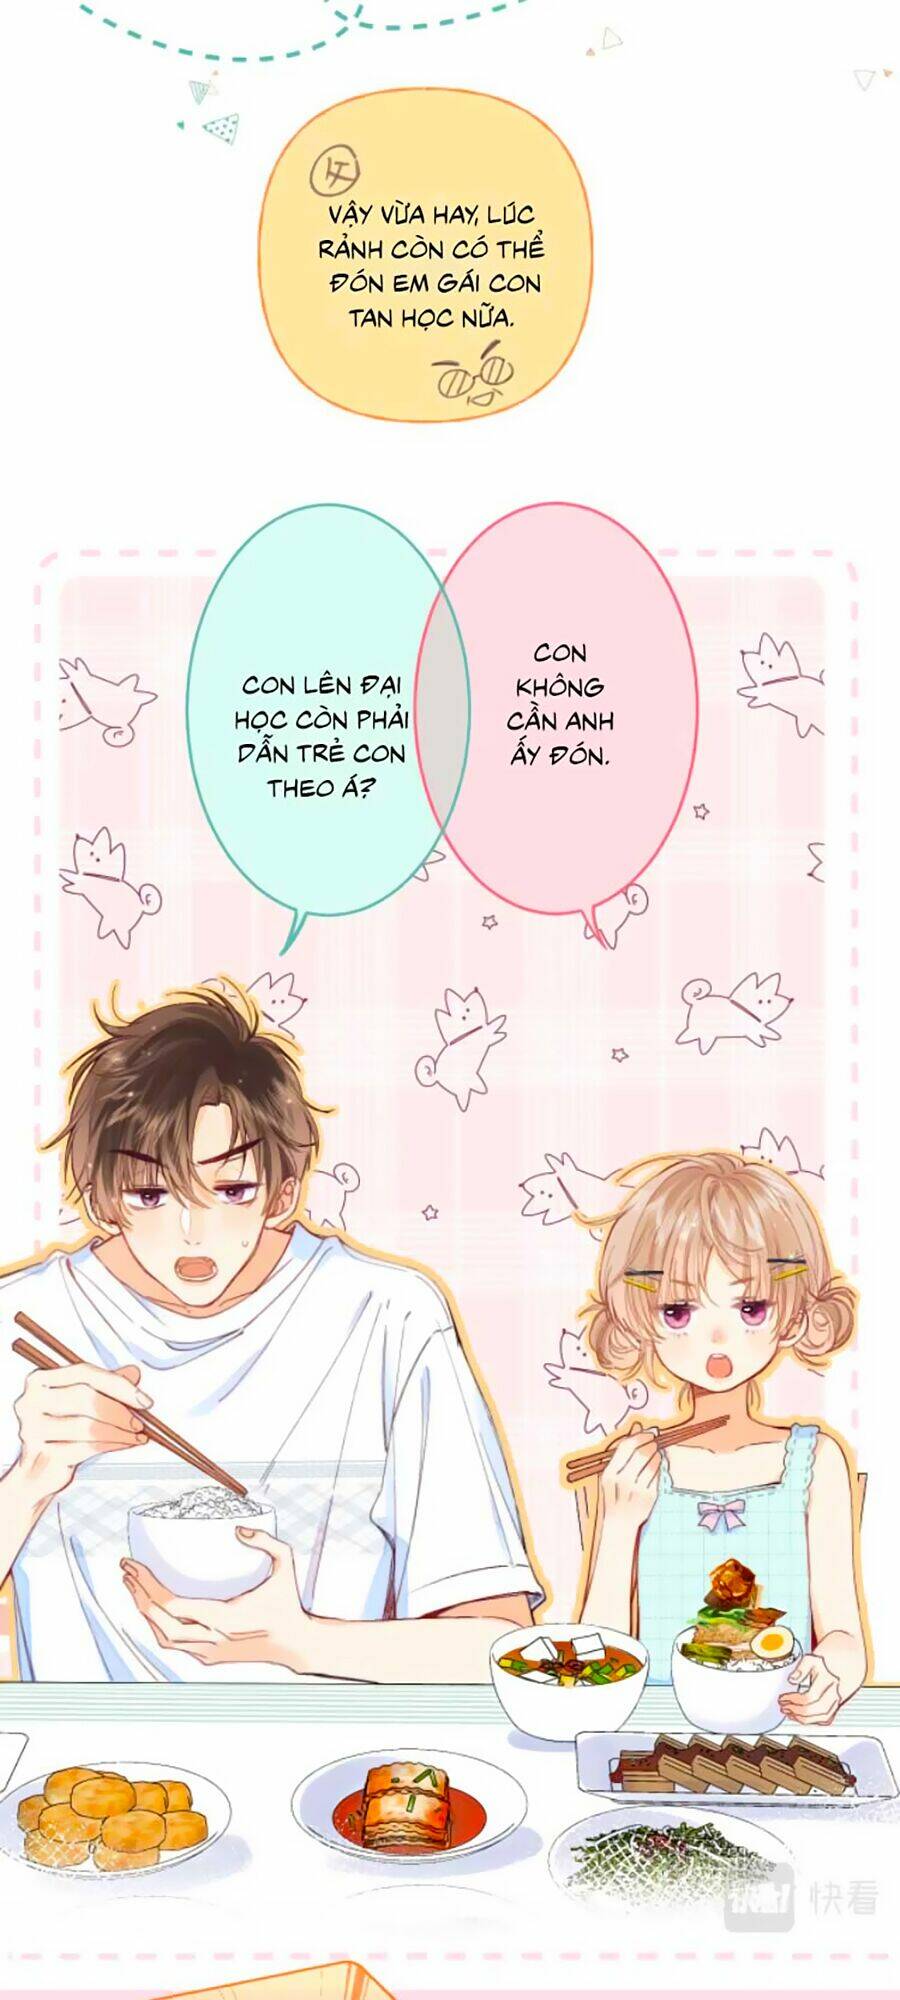 VẬY VỪA HAY, LÚC
RẢNH CÒN CÓ THỂ
ĐÓN EM GÁI CON
TAN HỌC NỮA.
CON LÊN ĐẠI
HỌC CÒN PHẢI
DẪN TRẺ CON
THEO Á?
CON
KHÔNG
CẦN ANH
ẤY ĐÓN.
快看